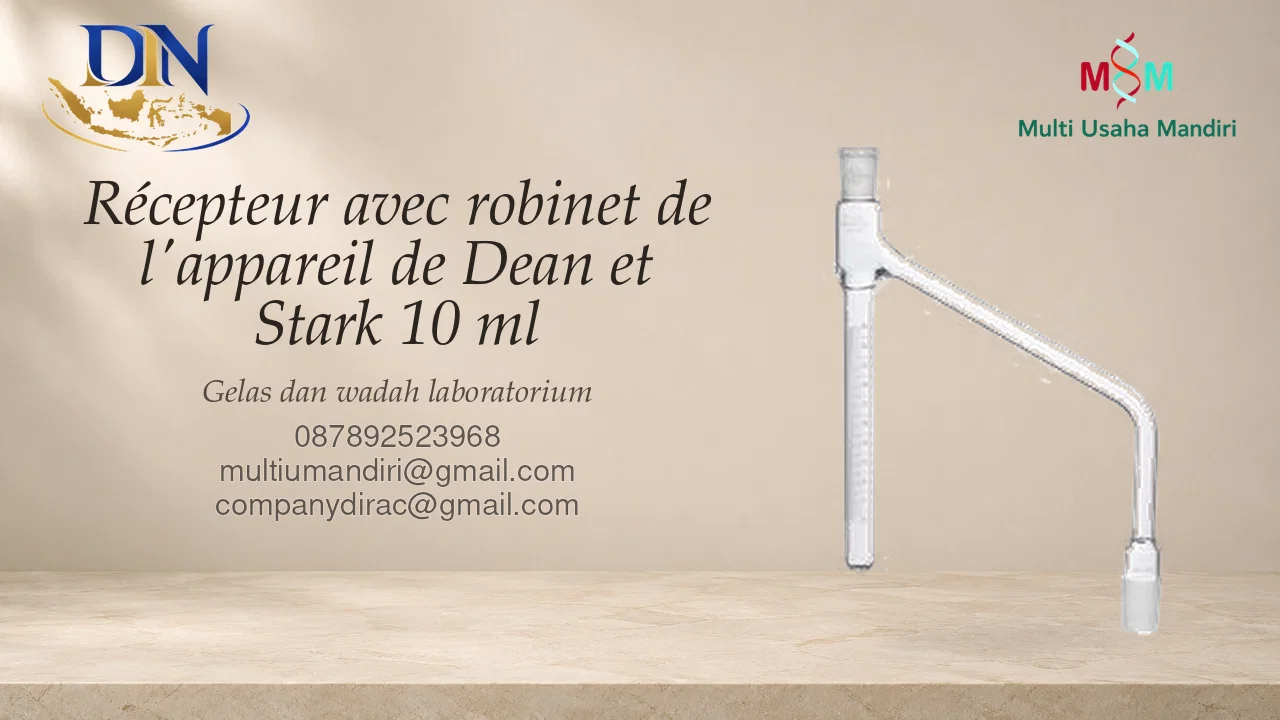 DN
M M
Multi Usaha Mandiri
Récepteur avec robinet de
l'appareil de Dean et
Stark 10 ml
Gelas dan wadah laboratorium
087892523968
multiumandiri@gmail.com
companydirac@gmail.com